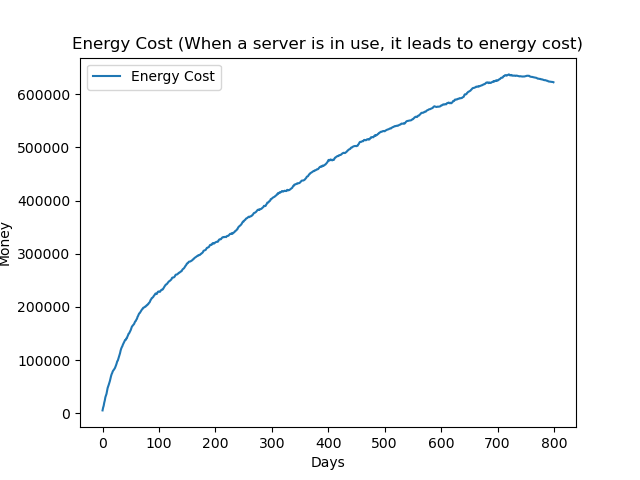 Energy Cost (When a server is in use, it leads to energy cost)
Energy Cost
600000
500000
400000
300000
200000
100000
0
Money
0 100 200 300 400 500 600 700 800
Days